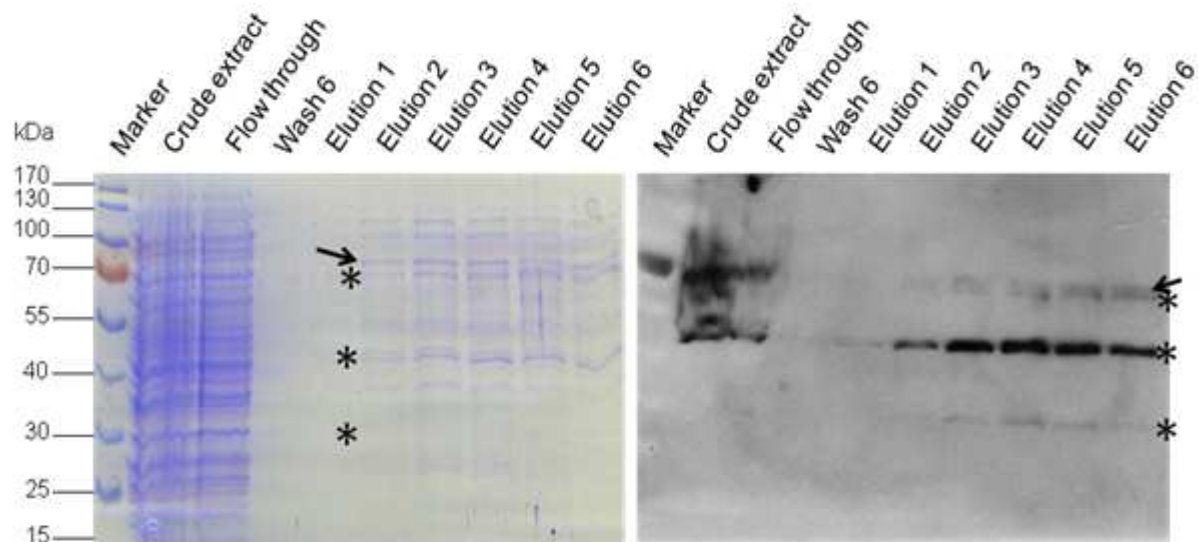 kDa
Marker
Crude extract
Flow through
Wash 6
Elution 1
Elution 2
Elution 3
Elution 4
Elution 5
Elution 6
170
130
100
70
55
40
30
25
15
*
*
*
Marker
Crude extract
Flow through
Wash 6
Elution 1
Elution 2
Elution 3
Elution 4
Elution 5
Elution 6
*
*
*